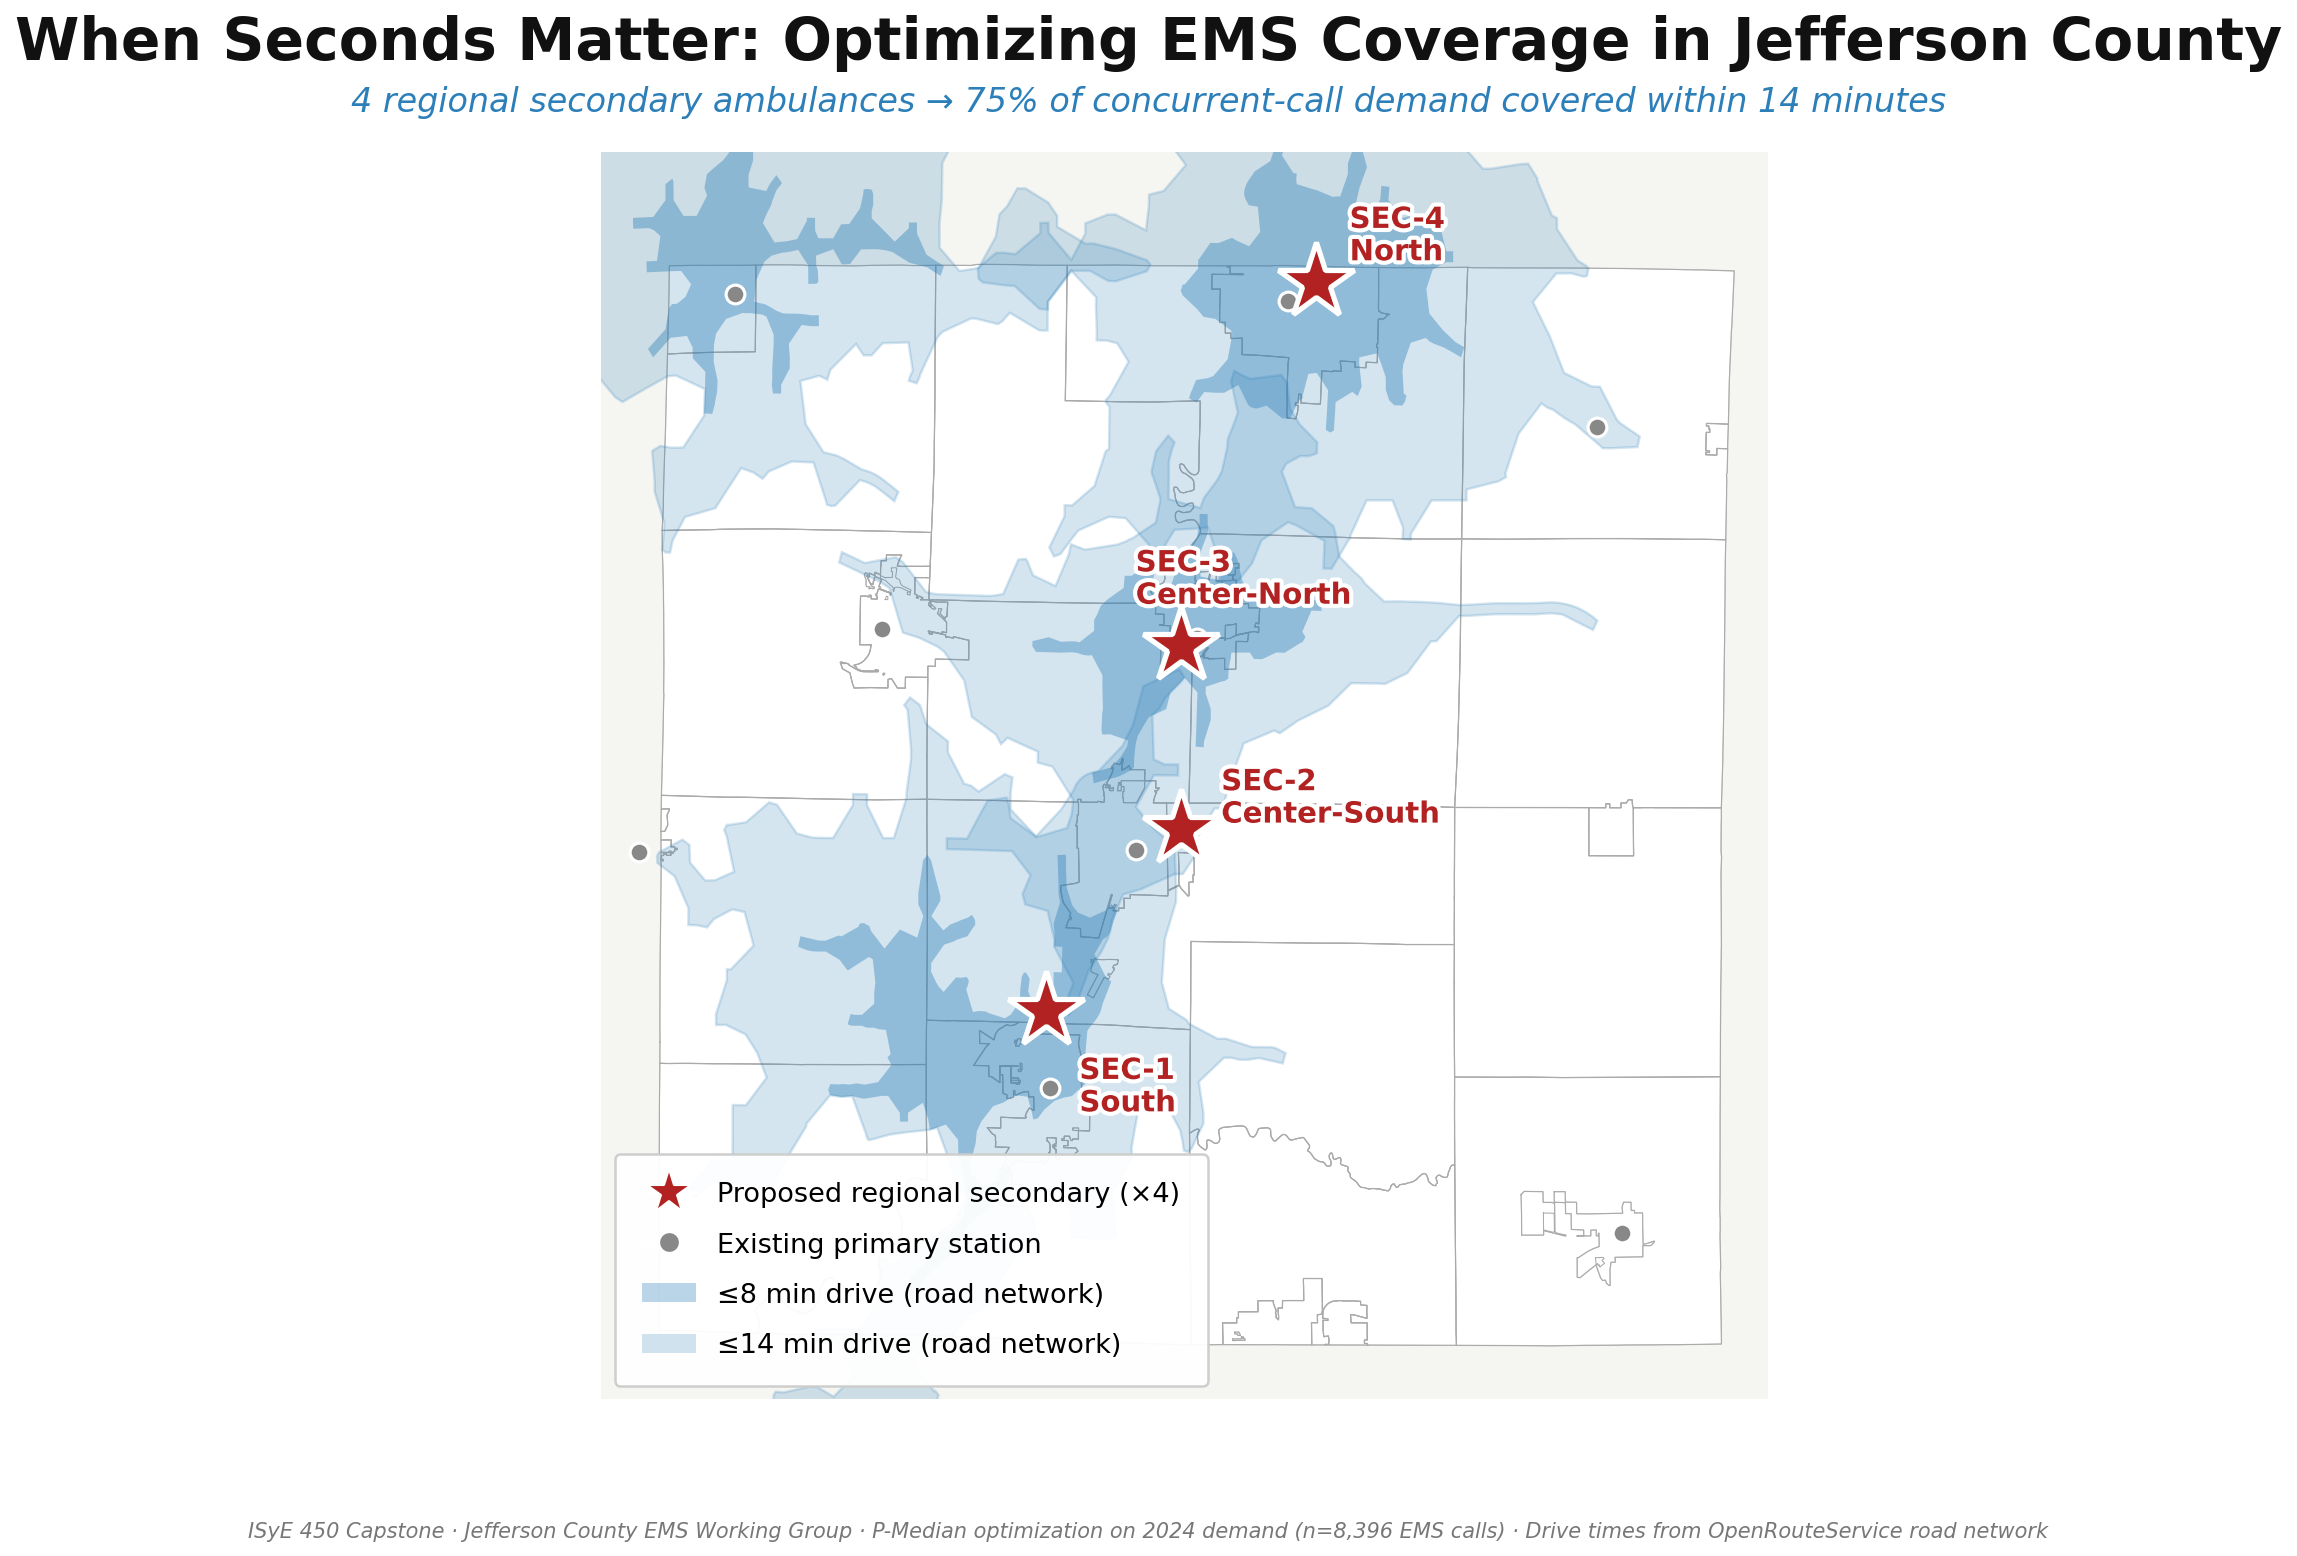 When Seconds Matter: Optimizing EMS Coverage in Jefferson County
4 regional secondary ambulances → 75% of concurrent-call demand covered within 14 minutes
SEC-4
North
SEC-3
Center-North
SEC-2
Center-South
SEC-1
South
Proposed regional secondary (×4)
Existing primary station
≤8 min drive (road network)
≤14 min drive (road network)
ISyE 450 Capstone · Jefferson County EMS Working Group · P-Median optimization on 2024 demand (n=8,396 EMS calls) · Drive times from OpenRouteService road network